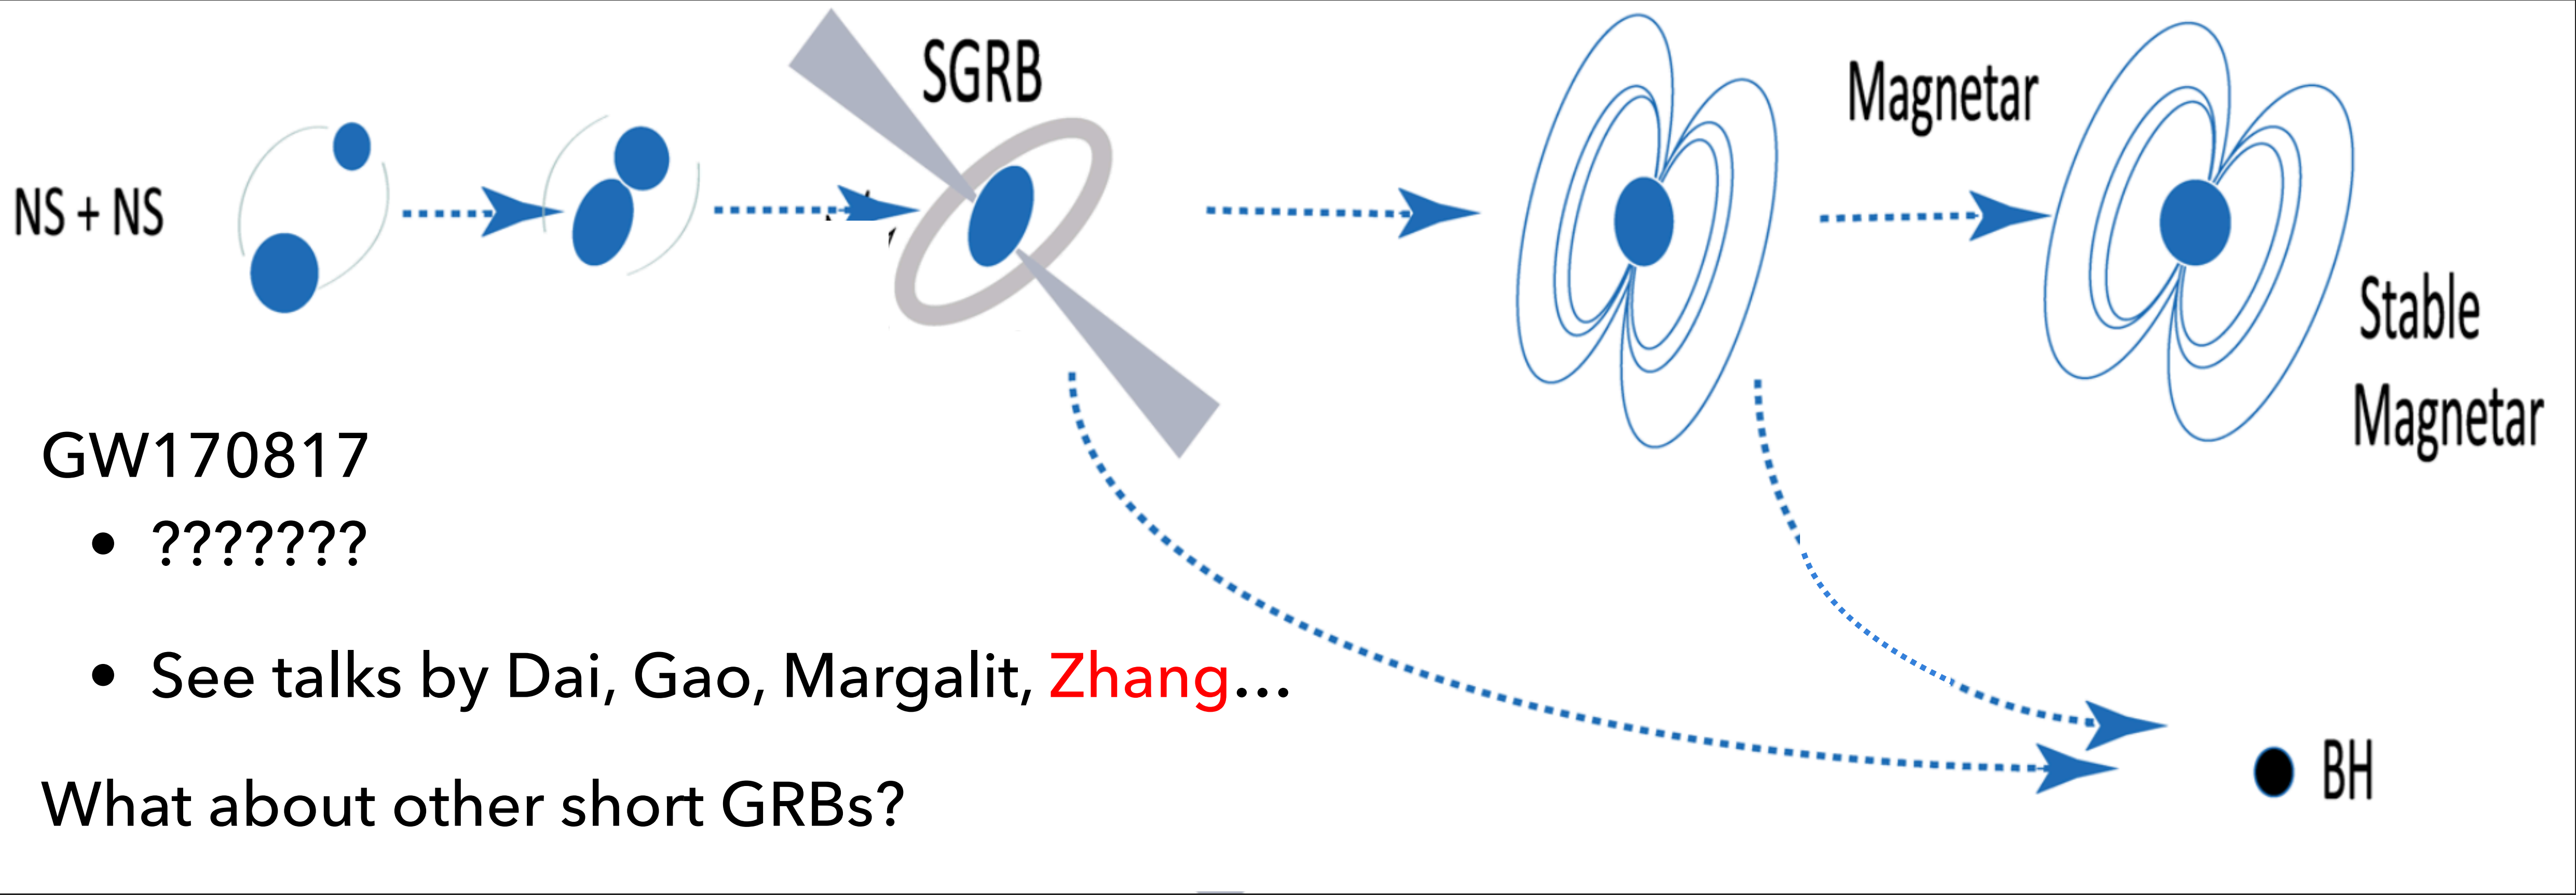 SGRB
Magnetar
NS + NS
Stable
Magnetar
GW170817
• ???????
• See talks by Dai, Gao, Margalit, Zhang...
BH
What about other short GRBs?